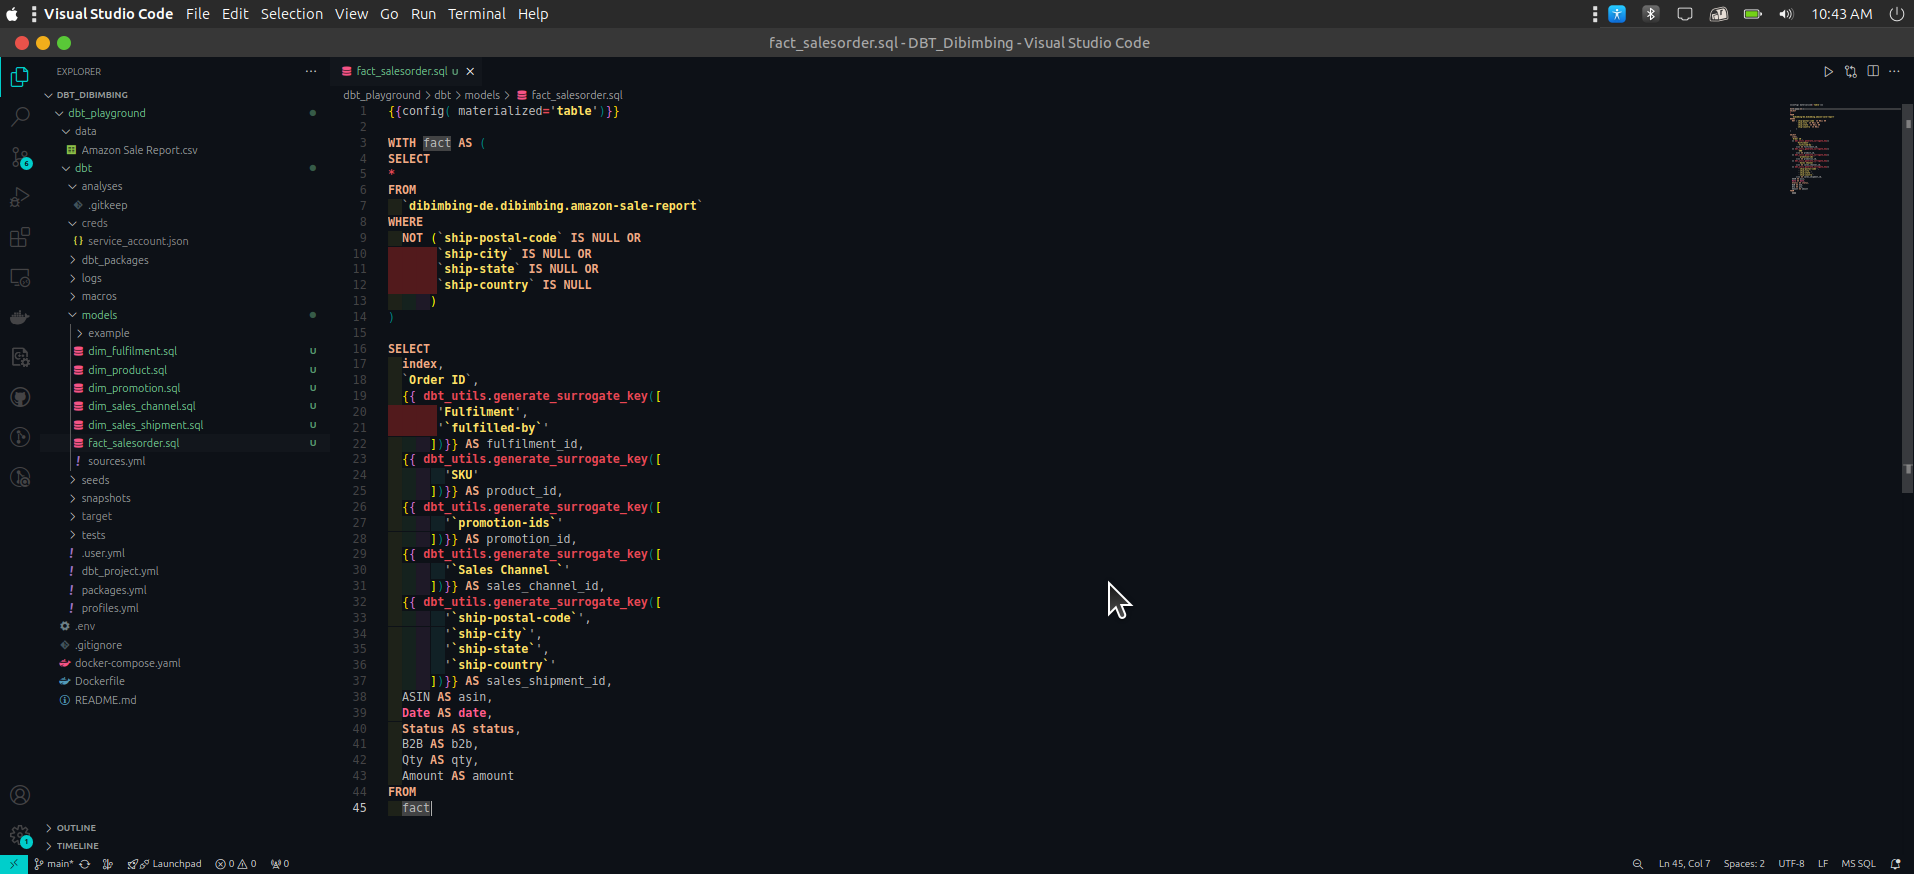 Visual Studio Code File Edit Selection View Go Run Terminal Help 10:43 AM
fact_salesorder.sql - DBT_Dibimbing - Visual Studio Code
EXPLORER
DBT_DIBIMBING
dbt_playground
data
Amazon Sale Report.csv
dbt
analyses
.gitkeep
creds
service_account.json
dbt_packages
logs
macros
models
example
dim_fulfilment.sql U
dim_product.sql U
dim_promotion.sql U
dim_sales_channel.sql U
dim_sales_shipment.sql U
fact_salesorder.sql U
sources.yml
seeds
snapshots
target
tests
.user.yml
dbt_project.yml
packages.yml
profiles.yml
.env
.gitignore
docker-compose.yaml
Dockerfile
README.md
OUTLINE
TIMELINE
6
1
fact_salesorder.sql U
dbt_playground > dbt > models > fact_salesorder.sql
1 {{config( materialized='table')}}
2
3 WITH fact AS (
4 SELECT
5 *
6 FROM
7 `dibimbing-de.dibimbing.amazon-sale-report`
8 WHERE
9 NOT (`ship-postal-code` IS NULL OR
10 `ship-city` IS NULL OR
11 `ship-state` IS NULL OR
12 `ship-country` IS NULL
13 )
14 )
15
16 SELECT
17 index,
18 `Order ID`,
19 {{ dbt_utils.generate_surrogate_key([
20 'Fulfilment',
21 '`fulfilled-by`'
22 ])}} AS fulfilment_id,
23 {{ dbt_utils.generate_surrogate_key([
24 'SKU'
25 ])}} AS product_id,
26 {{ dbt_utils.generate_surrogate_key([
27 '`promotion-ids`'
28 ])}} AS promotion_id,
29 {{ dbt_utils.generate_surrogate_key([
30 '`Sales Channel `'
31 ])}} AS sales_channel_id,
32 {{ dbt_utils.generate_surrogate_key([
33 '`ship-postal-code`',
34 '`ship-city`',
35 '`ship-state`',
36 '`ship-country`'
37 ])}} AS sales_shipment_id,
38 ASIN AS asin,
39 Date AS date,
40 Status AS status,
41 B2B AS b2b,
42 Qty AS qty,
43 Amount AS amount
44 FROM
45 fact
main* Launchpad 0 0 0 Ln 45, Col 7 Spaces: 2 UTF-8 LF MS SQL